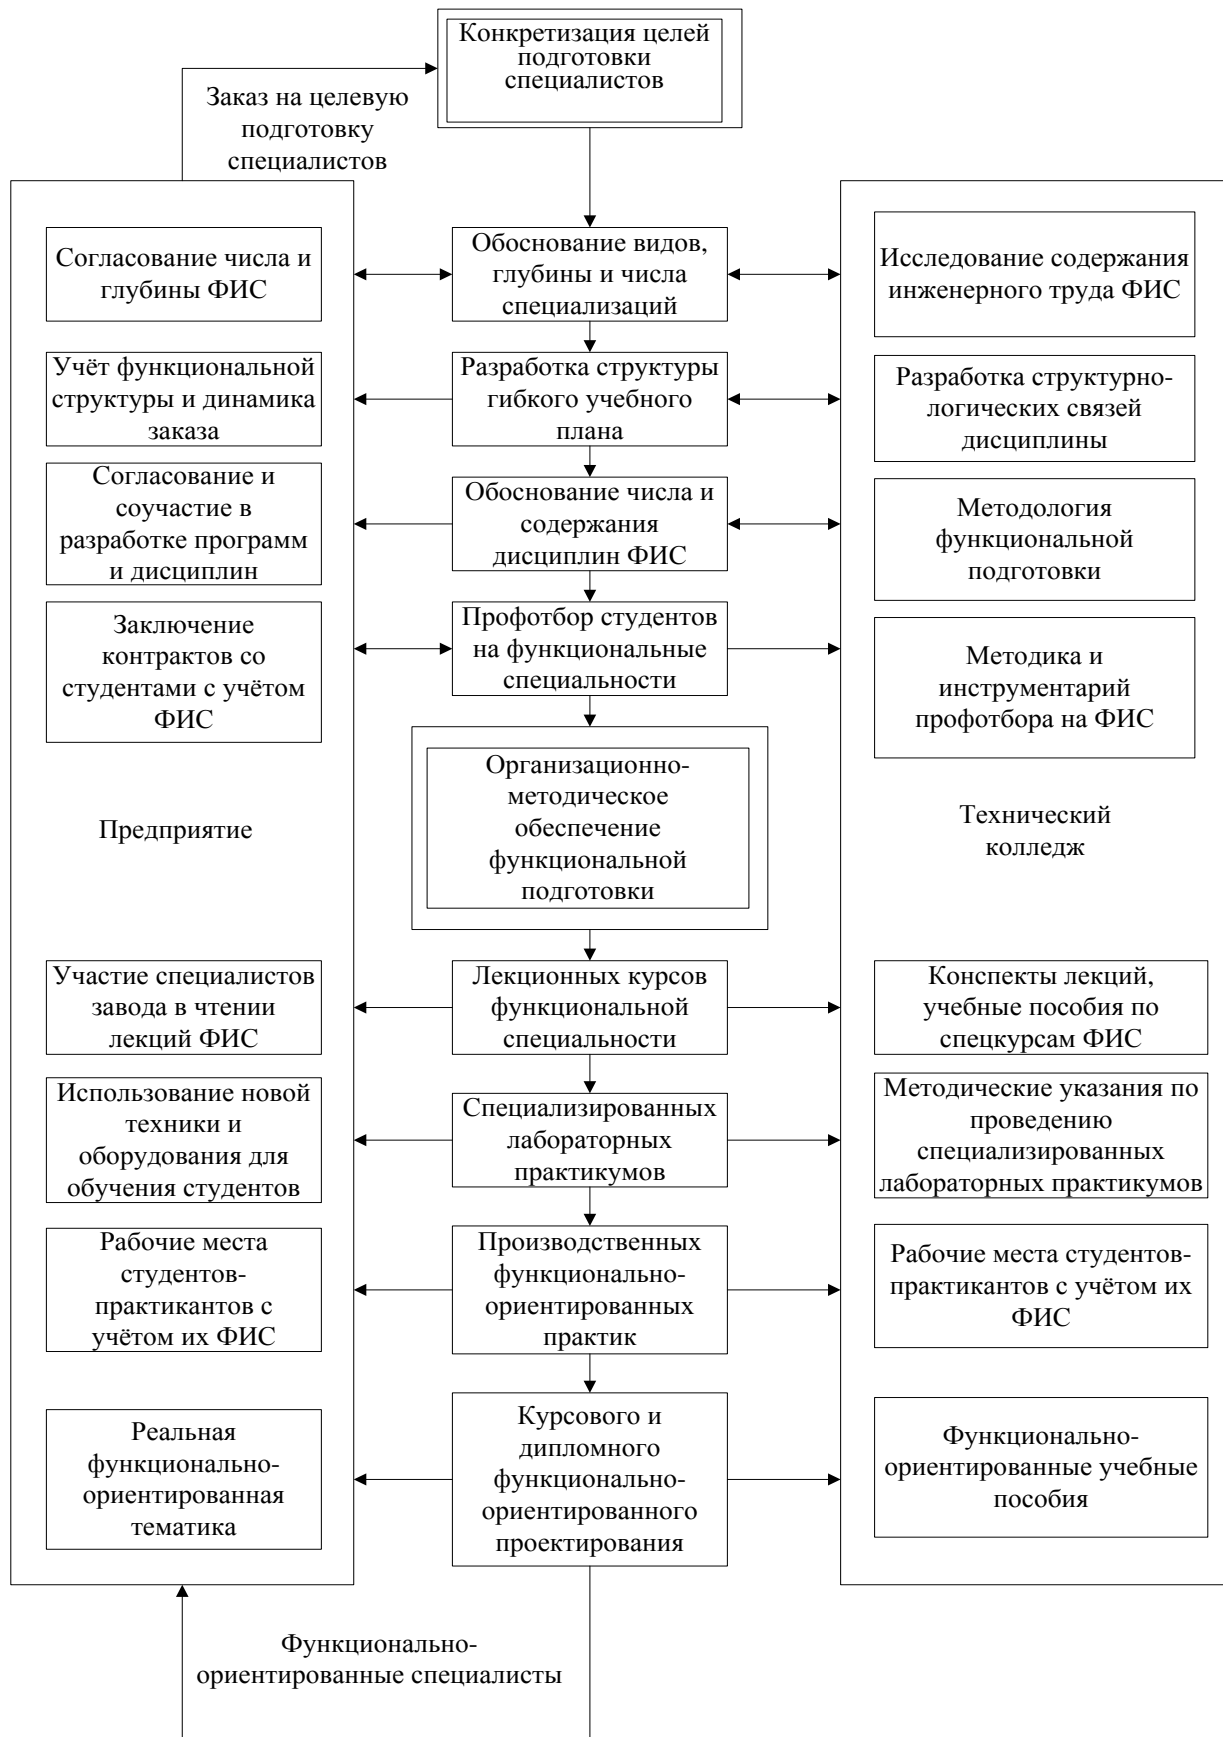 Конкретизация целей
подготовки
специалистов
Заказ на целевую
подготовку
специалистов
Согласование числа и
глубины ФИС
Обоснование видов,
глубины и числа
специализаций
Исследование содержания
инженерного труда ФИС
Учёт функциональной
структуры и динамика
заказа
Разработка структуры
гибкого учебного
плана
Разработка структурно-
логических связей
дисциплины
Согласование и
соучастие в
разработке программ
и дисциплин
Обоснование числа и
содержания
дисциплин ФИС
Методология
функциональной
подготовки
Заключение
контрактов со
студентами с учётом
ФИС
Профотбор студентов
на функциональные
специальности
Методика и
инструментарий
профотбора на ФИС
Предприятие
Организационно-
методическое
обеспечение
функциональной
подготовки
Технический
колледж
Участие специалистов
завода в чтении
лекций ФИС
Лекционных курсов
функциональной
специальности
Конспекты лекций,
учебные пособия по
спецкурсам ФИС
Использование новой
техники и
оборудования для
обучения студентов
Специализированных
лабораторных
практикумов
Методические указания по
проведению
специализированных
лабораторных практикумов
Рабочие места
студентов-
практикантов с
учётом их ФИС
Производственных
функционально-
ориентированных
практик
Рабочие места студентов-
практикантов с учётом их
ФИС
Реальная
функционально-
ориентированная
тематика
Курсового и
дипломного
функционально-
ориентированного
проектирования
Функционально-
ориентированные учебные
пособия
Функционально-
ориентированные специалисты